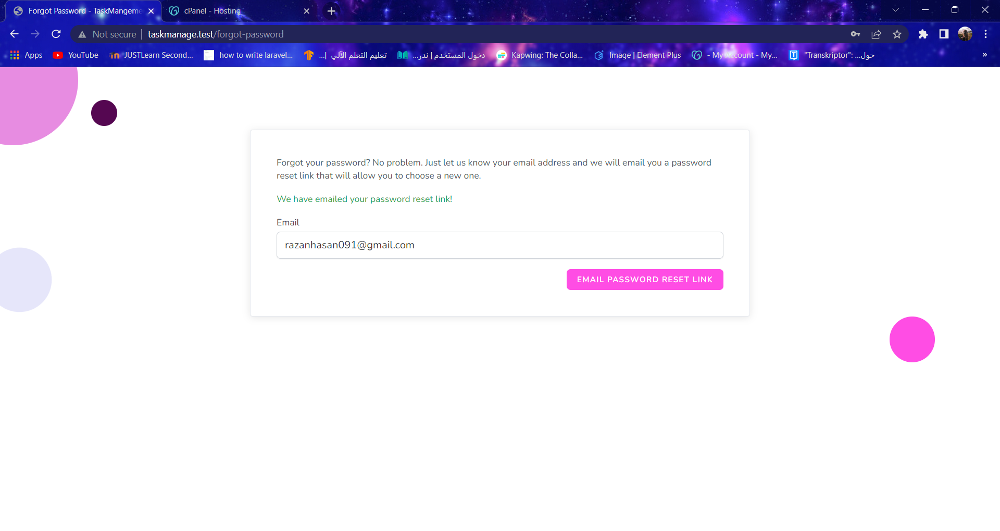 Forgot Password - TaskMangeme
cPanel - Hosting
Not secure | taskmanage.test/forgot-password
Apps
YouTube
JUSTLearn Second...
how to write laravel...
تعليم التعلم الآلي |...
دخول المستخدم | ندر...
Kapwing: The Colla...
Image | Element Plus
- My Account - My...
"Transkriptor": حول...
»
Forgot your password? No problem. Just let us know your email address and we will email you a password
reset link that will allow you to choose a new one.
We have emailed your password reset link!
Email
razanhasan091@gmail.com
EMAIL PASSWORD RESET LINK